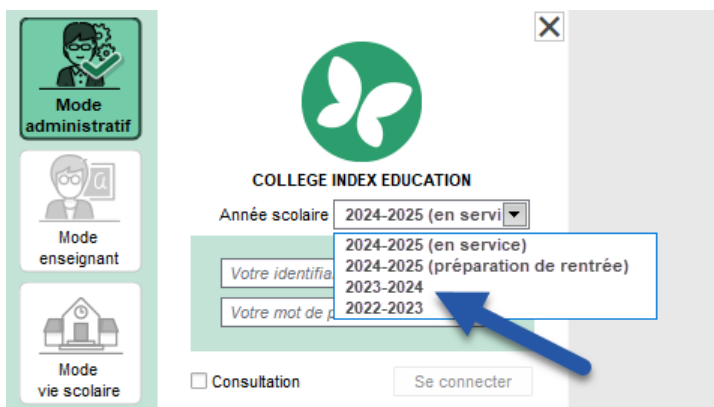 Mode
administratif
Mode
enseignant
Mode
vie scolaire
COLLEGE INDEX EDUCATION
Année scolaire 2024-2025 (en servi
2024-2025 (en service)
2024-2025 (préparation de rentrée)
2023-2024
2022-2023
Votre identifia
Votre mot de p
Consultation
Se connecter